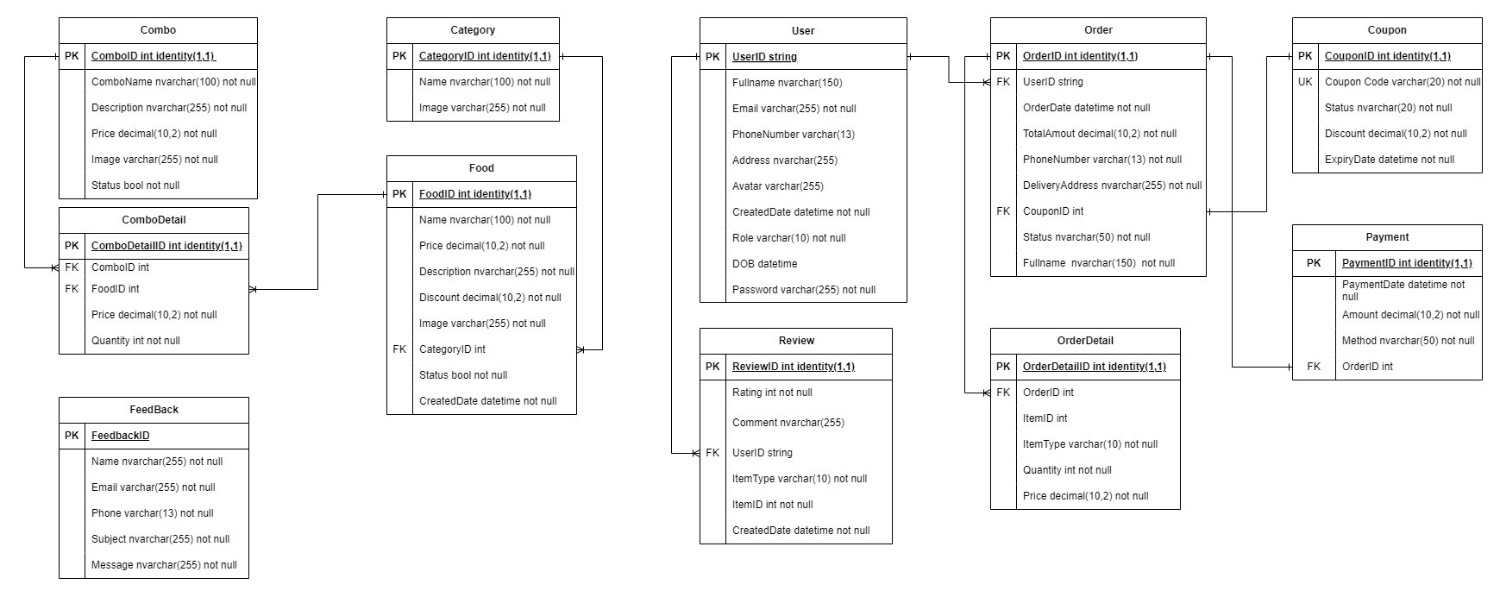 Combo
PK ComboID int identity(1,1)
ComboName nvarchar(100) not null
Description nvarchar(255) not null
Price decimal(10,2) not null
Image varchar(255) not null
Status bool not null
ComboDetail
PK ComboDetailID int identity(1,1)
FK ComboID int
FK FoodID int
Price decimal(10,2) not null
Quantity int not null
FeedBack
PK FeedbackID
Name nvarchar(255) not null
Email varchar(255) not null
Phone varchar(13) not null
Subject nvarchar(255) not null
Message nvarchar(255) not null
Category
PK CategoryID int identity(1,1)
Name nvarchar(100) not null
Image varchar(255) not null
Food
PK FoodID int identity(1,1)
Name nvarchar(100) not null
Price decimal(10,2) not null
Description nvarchar(255) not null
Discount decimal(10,2) not null
Image varchar(255) not null
FK CategoryID int
Status bool not null
CreatedDate datetime not null
User
PK UserID string
Fullname nvarchar(150)
Email varchar(255) not null
PhoneNumber varchar(13)
Address nvarchar(255)
Avatar varchar(255)
CreatedDate datetime not null
Role varchar(10) not null
DOB datetime
Password varchar(255) not null
Review
PK ReviewID int identity(1,1)
Rating int not null
Comment nvarchar(255)
FK UserID string
ItemType varchar(10) not null
ItemID int not null
CreatedDate datetime not null
Order
PK OrderID int identity(1,1)
FK UserID string
OrderDate datetime not null
TotalAmout decimal(10,2) not null
PhoneNumber varchar(13) not null
DeliveryAddress nvarchar(255) not null
FK CouponID int
Status nvarchar(50) not null
Fullname nvarchar(150) not null
OrderDetail
PK OrderDetailID int identity(1,1)
FK OrderID int
ItemID int
ItemType varchar(10) not null
Quantity int not null
Price decimal(10,2) not null
Coupon
PK CouponID int identity(1,1)
UK Coupon Code varchar(20) not null
Status nvarchar(20) not null
Discount decimal(10,2) not null
ExpiryDate datetime not null
Payment
PK PaymentID int identity(1,1)
PaymentDate datetime not
null
Amount decimal(10,2) not null
Method nvarchar(50) not null
FK OrderID int